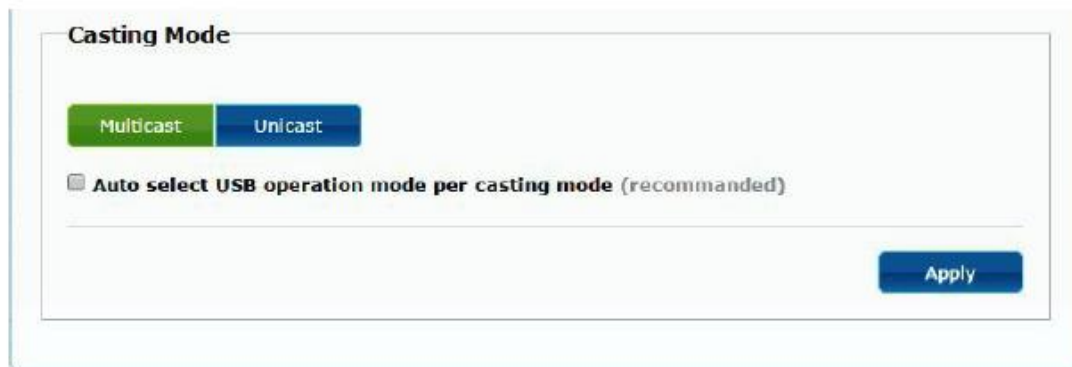 Casting Mode
Multicast Unicast
Auto select USB operation mode per casting mode (recommanded)
Apply